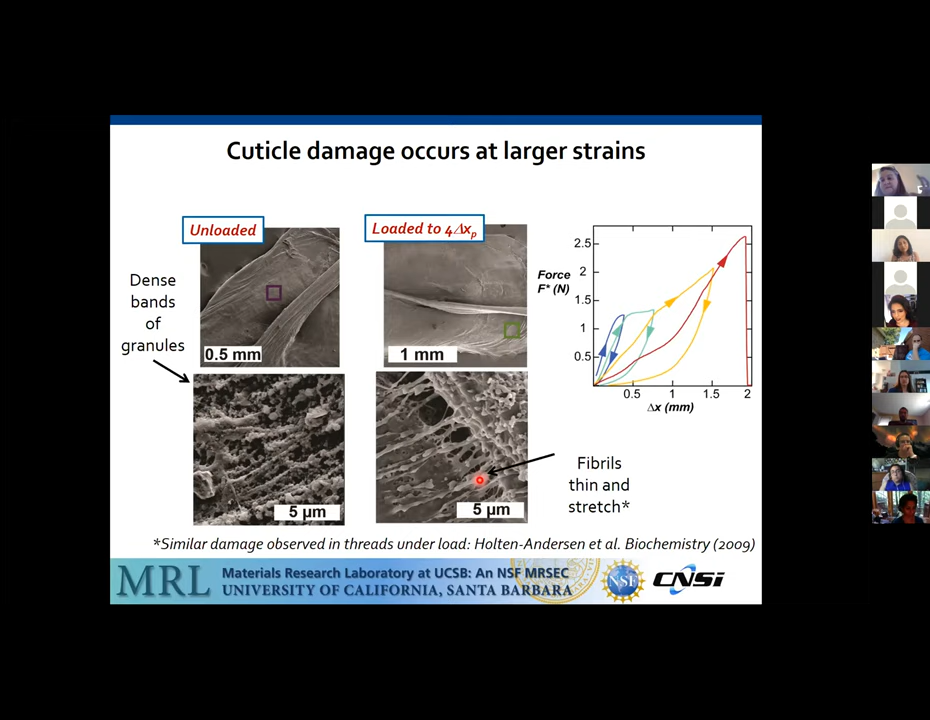 Cuticle damage occurs at larger strains
Unloaded
Loaded to 4Δxp
Dense
bands
of
granules
0.5 mm
1 mm
5 µm
5 µm
Force
F* (N)
2.5
2
1.5
1
0.5
0.5
1
1.5
2
Δx (mm)
Fibrils
thin and
stretch*
*Similar damage observed in threads under load: Holten-Andersen et al. Biochemistry (2009)
MRL
Materials Research Laboratory at UCSB: An NSF MRSEC
UNIVERSITY OF CALIFORNIA, SANTA BARBARA
NSF
CNSi